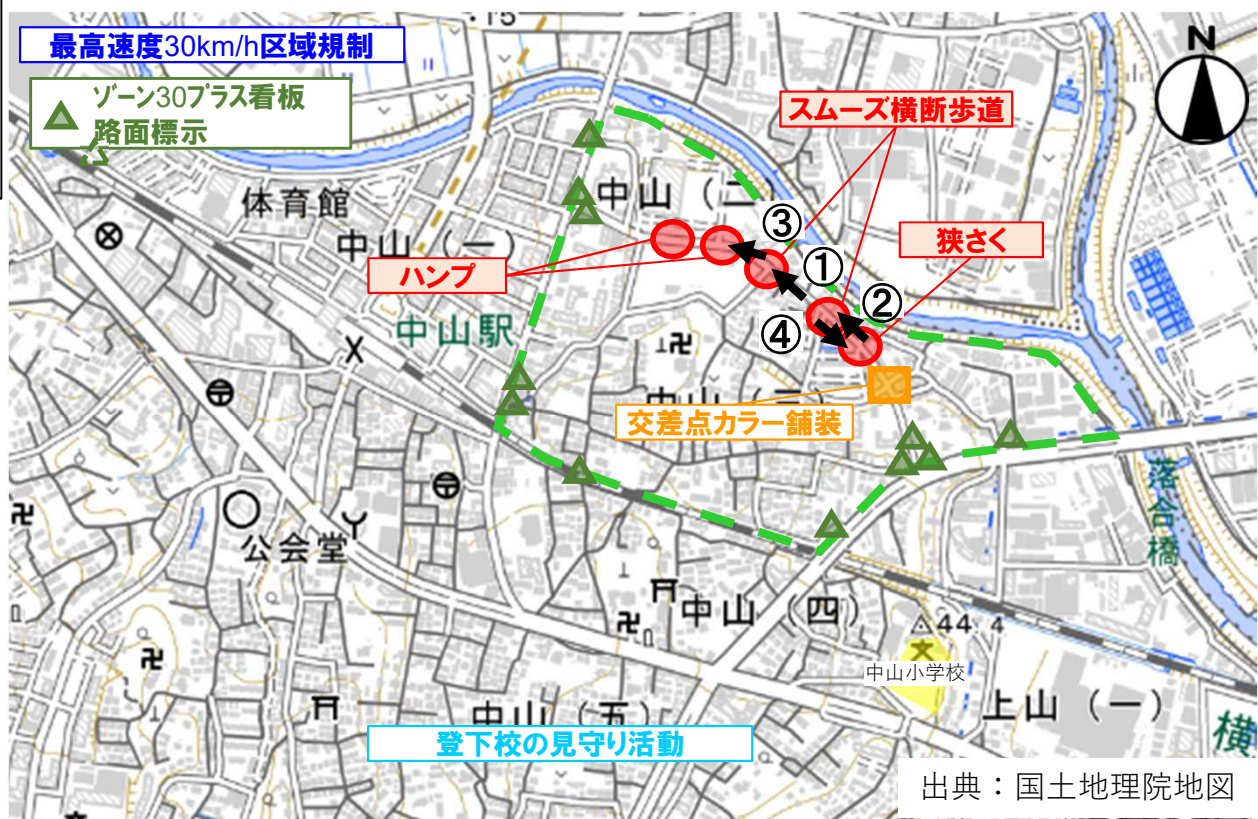 ・15
最高速度30km/h区域規制
N
ゾーン30プラス看板
路面標示
スムーズ横断歩道
体育館
中山（二）
中山（一）
③
狭さく
ハンプ
①
②
中山駅
④
交差点カラー舗装
落合橋
公会堂
中山（四）
44.4
中山小学校
上山（一）
中山（五）
横
登下校の見守り活動
出典：国土地理院地図